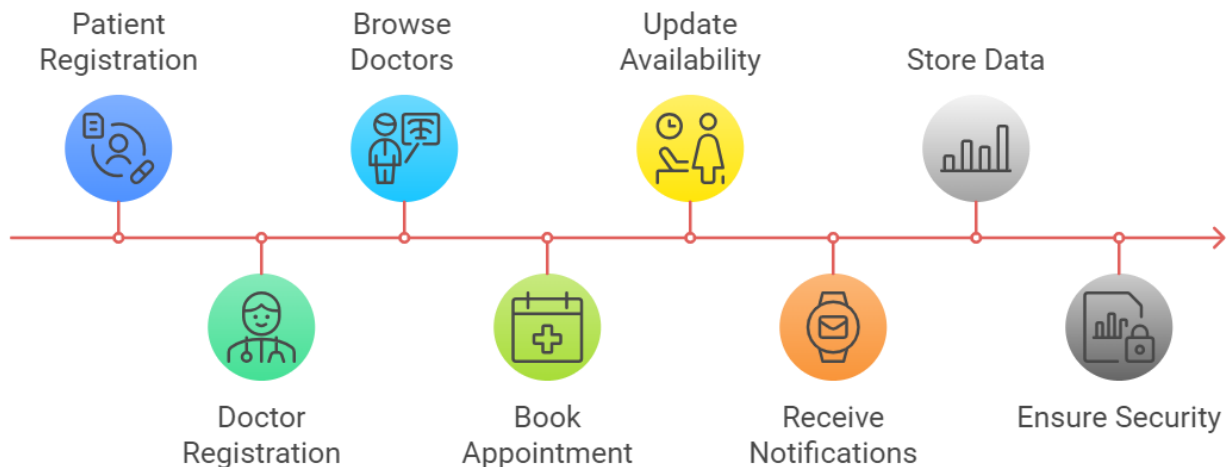 Patient
Registration
Browse
Doctors
Update
Availability
Store Data
Doctor
Registration
Book
Appointment
Receive
Notifications
Ensure Security